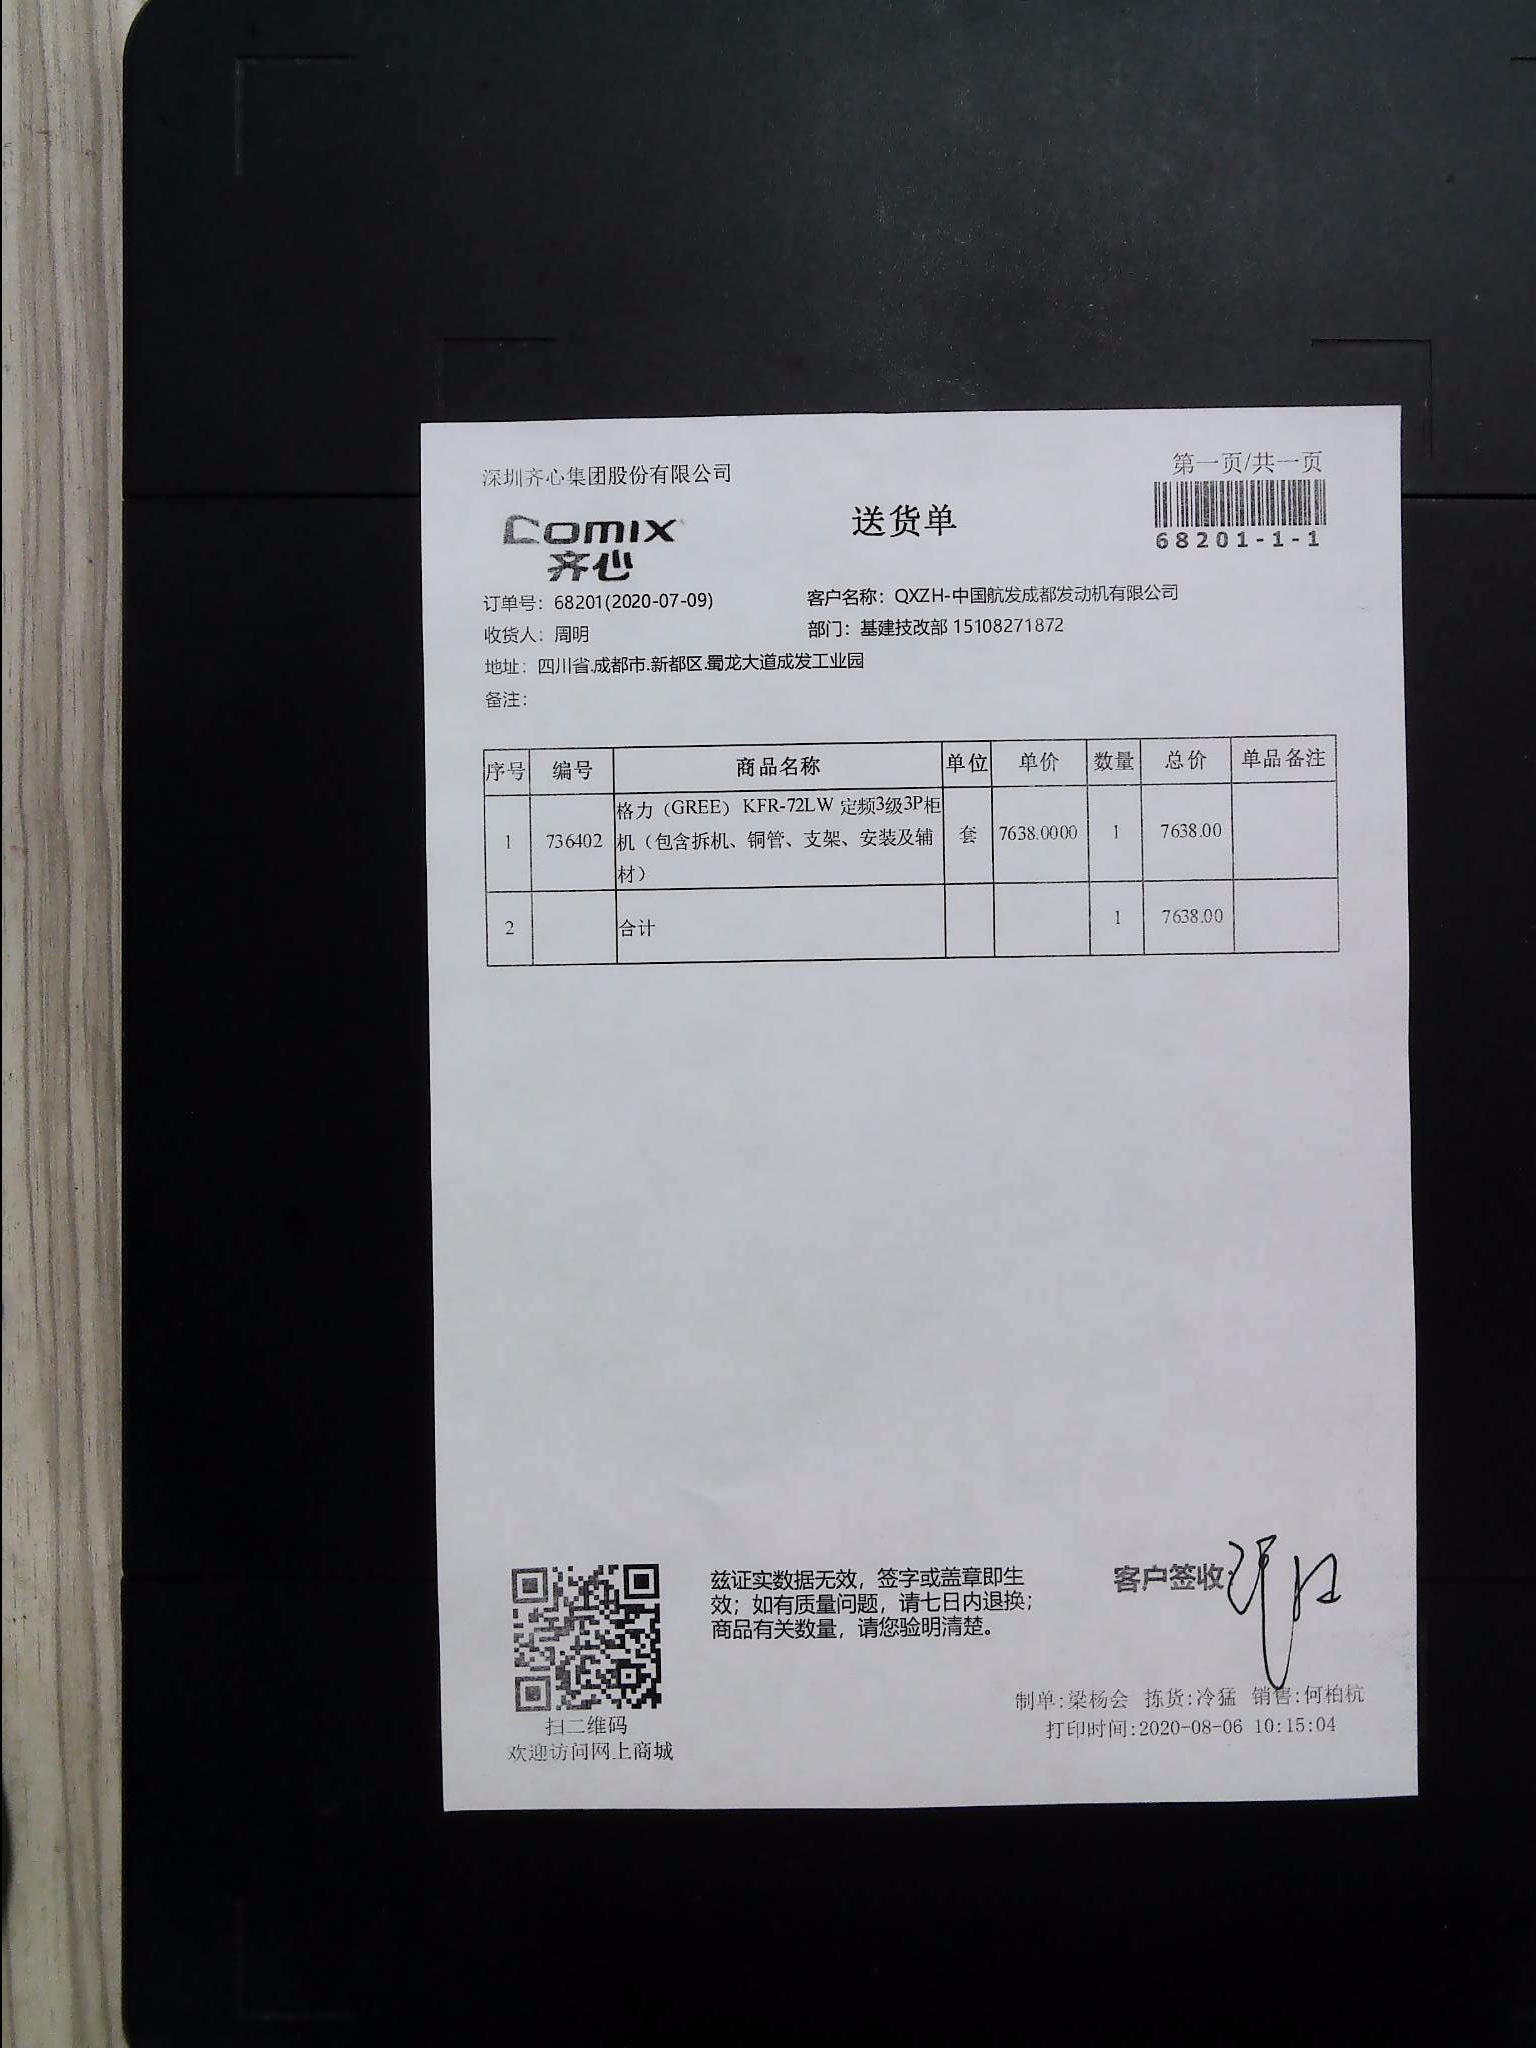 深圳齐心集团股份有限公司
第一页/共一页
comix
齐心
送货单
68201-1-1
订单号：68201(2020-07-09)
客户名称：QXZH-中国航发成都发动机有限公司
收货人：周明
部门：基建技改部 15108271872
地址：四川省.成都市.新都区.蜀龙大道成发工业园
备注：
序号 编号 商品名称 单位 单价 数量 总价 单品备注
1 736402 格力（GREE）KFR-72LW 定频3级3P柜机（包含拆机、铜管、支架、安装及辅材） 套 7638.0000 1 7638.00
2 合计 1 7638.00
兹证实数据无效，签字或盖章即生
效；如有质量问题，请七日内退换；
商品有关数量，请您验明清楚。
客户签收:
扫二维码
欢迎访问网上商城
制单:梁杨会 拣货:冷猛 销售:何柏杭
打印时间:2020-08-06 10:15:04